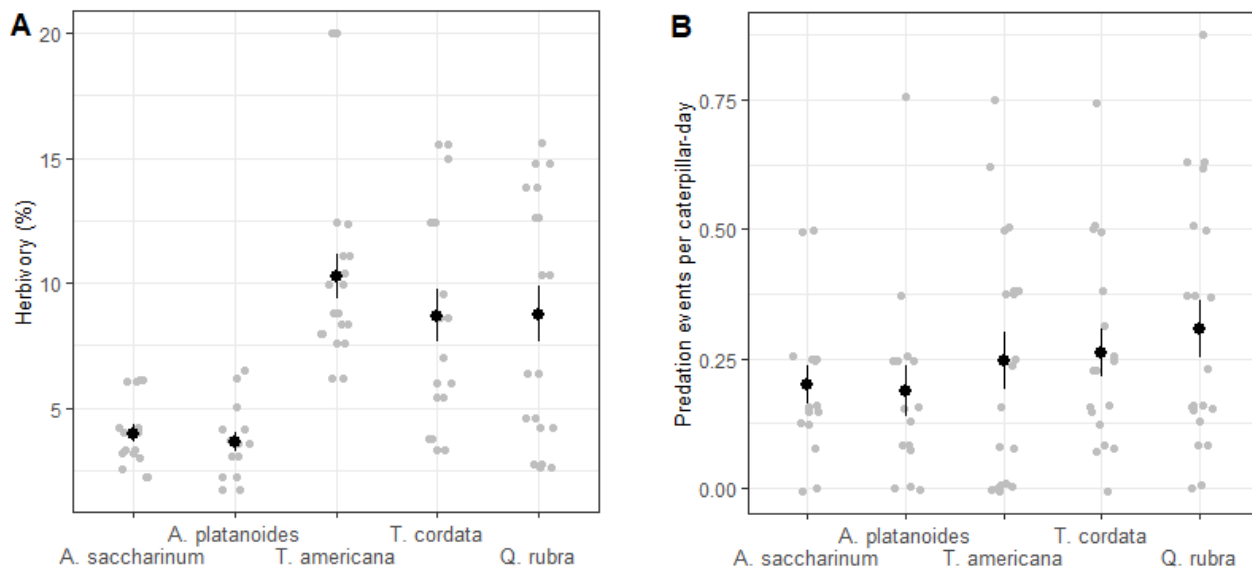 A
Herbivory (%)
20
15
10
5
A. platanoides
T. cordata
A. saccharinum
T. americana
Q. rubra
B
Predation events per caterpillar-day
0.75
0.50
0.25
0.00
A. platanoides
T. cordata
A. saccharinum
T. americana
Q. rubra